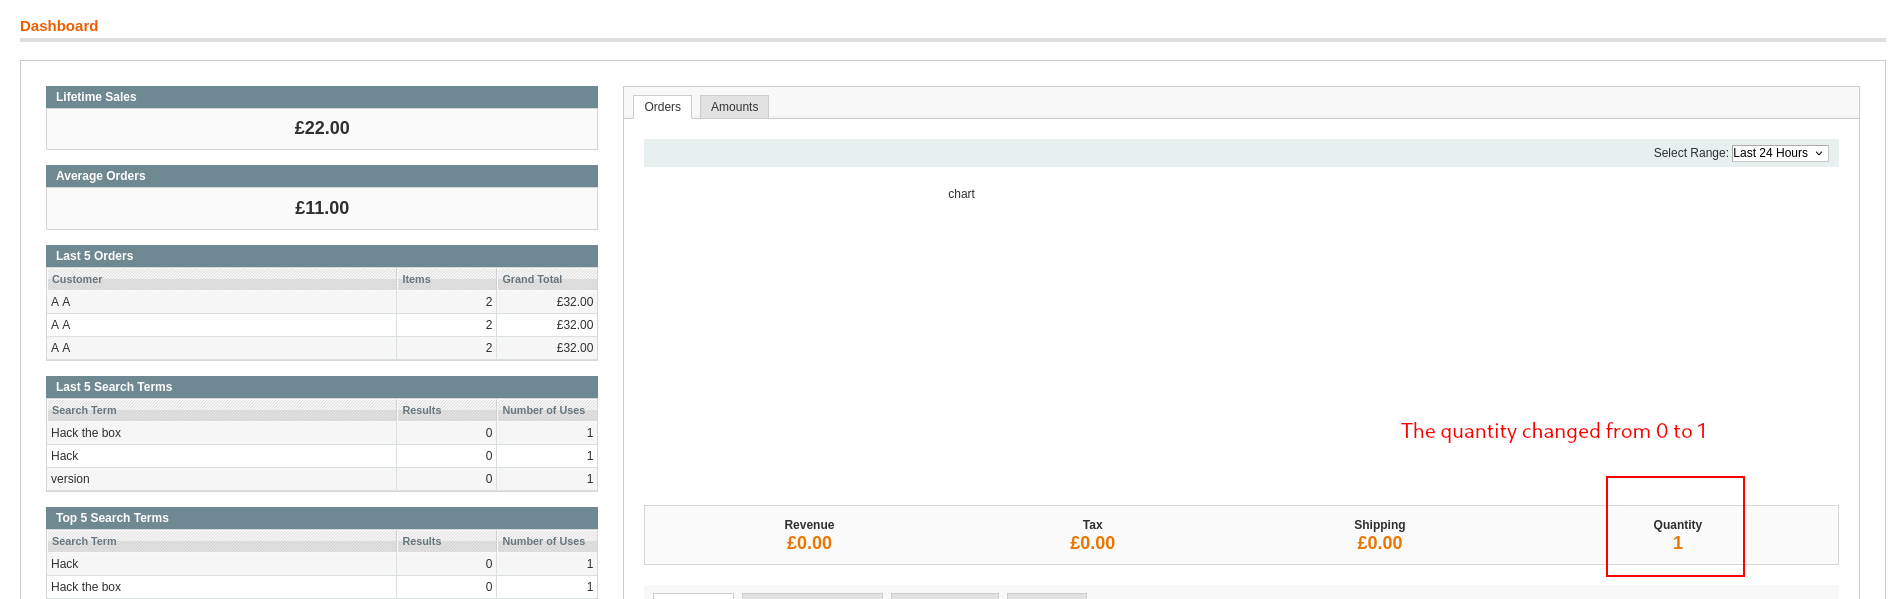 Dashboard
Lifetime Sales
£22.00
Average Orders
£11.00
Last 5 Orders
Customer Items Grand Total
A A 2 £32.00
A A 2 £32.00
A A 2 £32.00
Last 5 Search Terms
Search Term Results Number of Uses
Hack the box 0 1
Hack 0 1
version 0 1
Top 5 Search Terms
Search Term Results Number of Uses
Hack 0 1
Hack the box 0 1
Orders Amounts
Select Range: Last 24 Hours
chart
The quantity changed from 0 to 1
Revenue Tax Shipping Quantity
£0.00 £0.00 £0.00 1